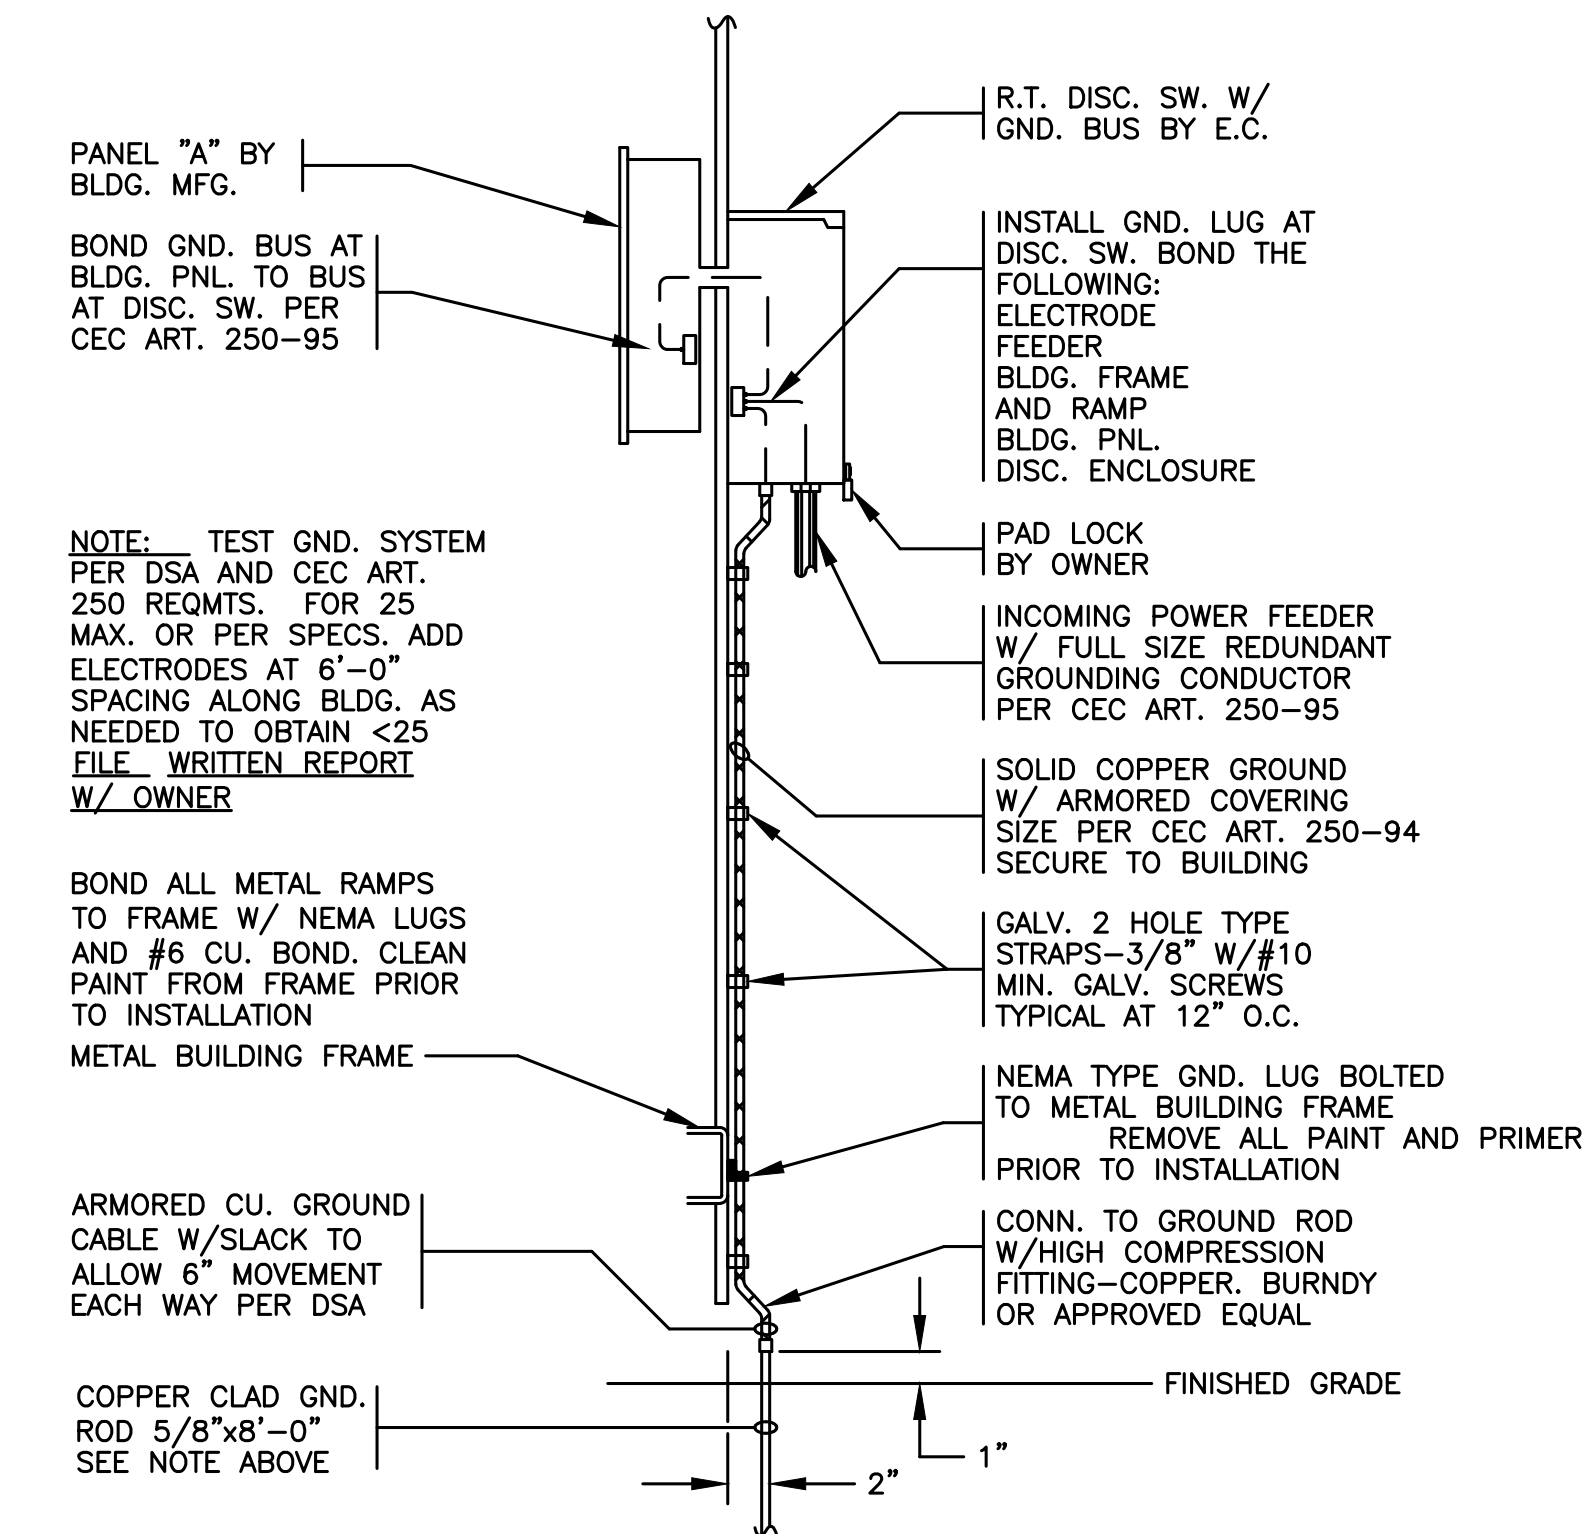 PANEL "A" BY
BLDG. MFG.
BOND GND. BUS AT
BLDG. PNL. TO BUS
AT DISC. SW. PER
CEC ART. 250-95
NOTE: TEST GND. SYSTEM
PER DSA AND CEC ART.
250 REQMTS. FOR 25
MAX. OR PER SPECS. ADD
ELECTRODES AT 6'-0"
SPACING ALONG BLDG. AS
NEEDED TO OBTAIN <25
FILE WRITTEN REPORT
W/ OWNER
BOND ALL METAL RAMPS
TO FRAME W/ NEMA LUGS
AND #6 CU. BOND. CLEAN
PAINT FROM FRAME PRIOR
TO INSTALLATION
METAL BUILDING FRAME
ARMORED CU. GROUND
CABLE W/SLACK TO
ALLOW 6" MOVEMENT
EACH WAY PER DSA
COPPER CLAD GND.
ROD 5/8"x8'-0"
SEE NOTE ABOVE
R.T. DISC. SW. W/
GND. BUS BY E.C.
INSTALL GND. LUG AT
DISC. SW. BOND THE
FOLLOWING:
ELECTRODE
FEEDER
BLDG. FRAME
AND RAMP
BLDG. PNL.
DISC. ENCLOSURE
PAD LOCK
BY OWNER
INCOMING POWER FEEDER
W/ FULL SIZE REDUNDANT
GROUNDING CONDUCTOR
PER CEC ART. 250-95
SOLID COPPER GROUND
W/ ARMORED COVERING
SIZE PER CEC ART. 250-94
SECURE TO BUILDING
GALV. 2 HOLE TYPE
STRAPS-3/8" W/#10
MIN. GALV. SCREWS
TYPICAL AT 12" O.C.
NEMA TYPE GND. LUG BOLTED
TO METAL BUILDING FRAME
REMOVE ALL PAINT AND PRIMER
PRIOR TO INSTALLATION
CONN. TO GROUND ROD
W/HIGH COMPRESSION
FITTING-COPPER. BURNDY
OR APPROVED EQUAL
FINISHED GRADE
1"
2"